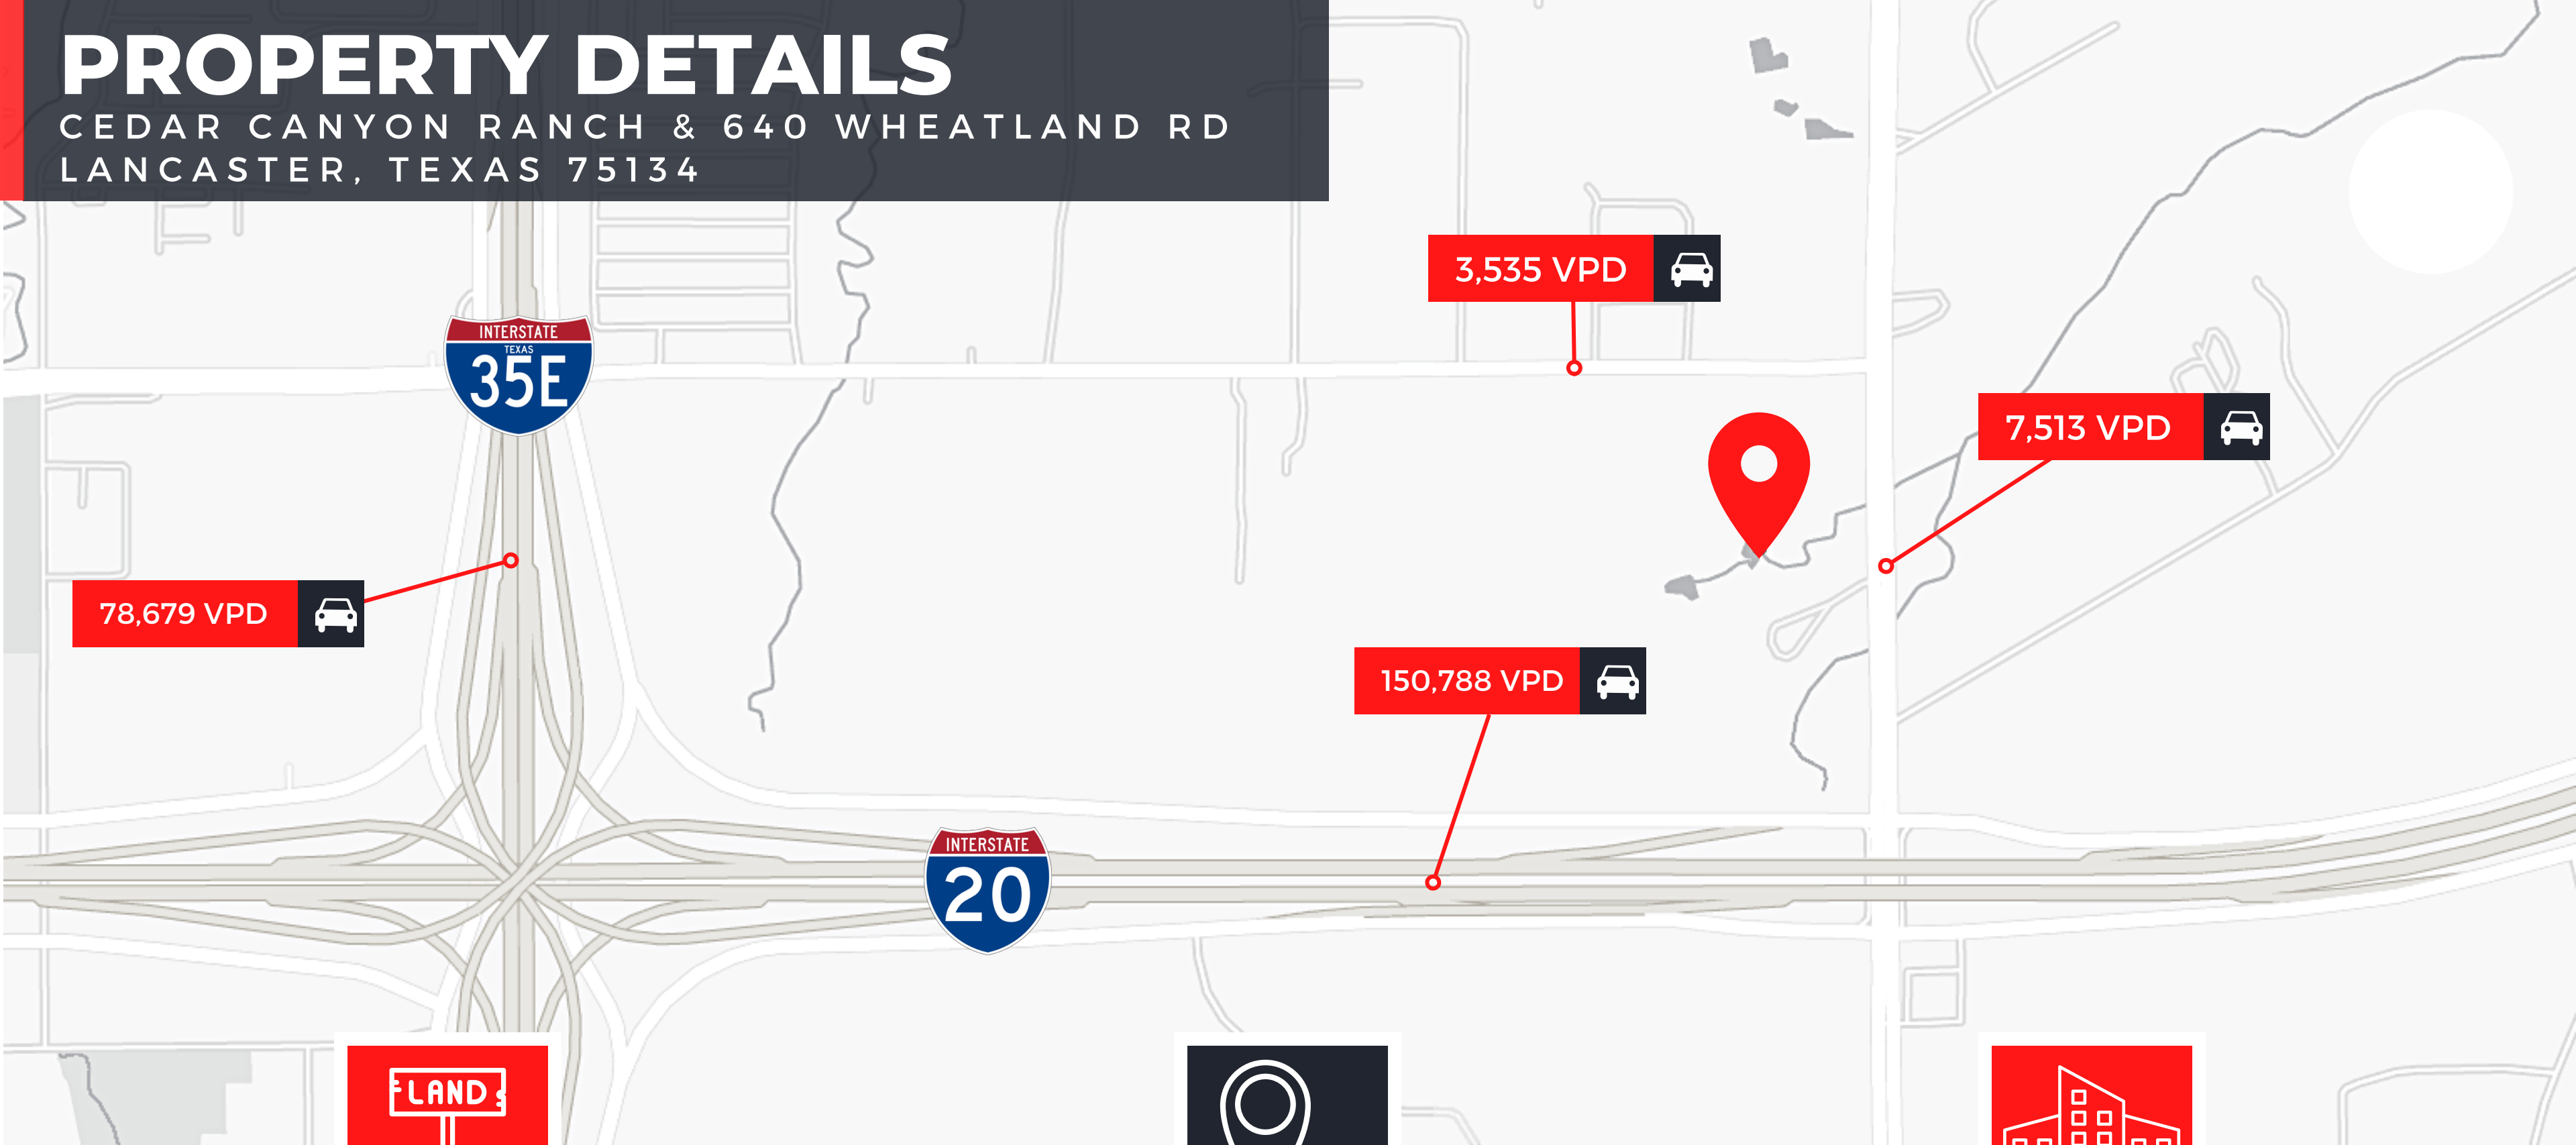 PROPERTY DETAILS
CEDAR CANYON RANCH & 640 WHEATLAND RD
LANCASTER, TEXAS 75134
3,535 VPD
INTERSTATE
TEXAS
35E
7,513 VPD
78,679 VPD
150,788 VPD
INTERSTATE
20
LAND